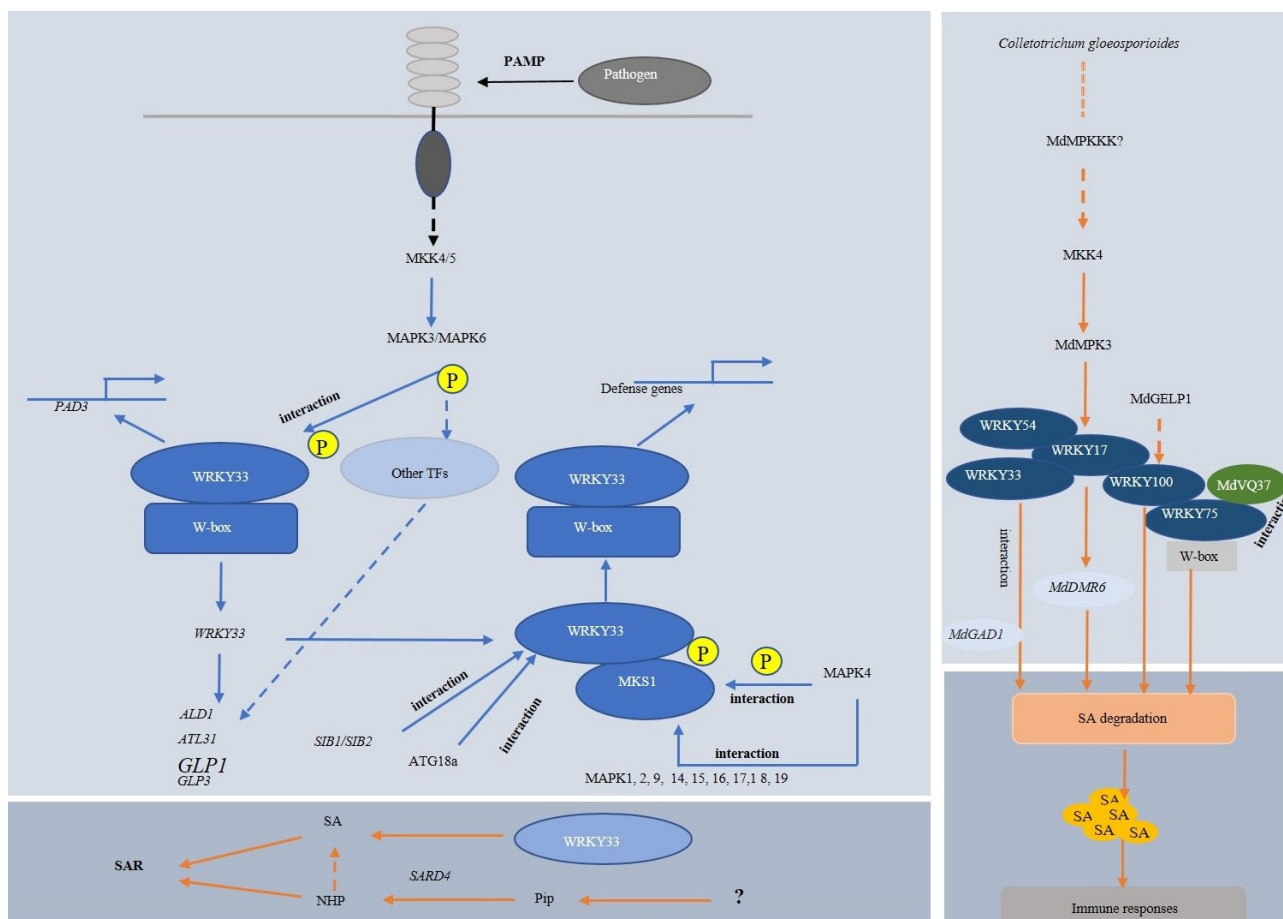 PAMP
Pathogen
MKK4/5
MAPK3/MAPK6
P
interaction
P
PAD3
WRKY33
W-box
Other TFs
Defense genes
WRKY33
W-box
WRKY33
WRKY33
P
MKS1
P
MAPK4
interaction
interaction
MAPK1, 2, 9, 14, 15, 16, 17,1 8, 19
interaction
SIB1/SIB2
interaction
ATG18a
ALD1
ATL31
GLP1
GLP3
SA
WRKY33
SAR
SARD4
NHP
Pip
?
Colletotrichum gloeosporioides
MdMPKKK?
MKK4
MdMPK3
MdGELP1
WRKY54
WRKY17
WRKY33
WRKY100
MdVQ37
WRKY75
interaction
W-box
interaction
MdDMR6
MdGAD1
SA degradation
SA
SA
SA
SA
SA
Immune responses